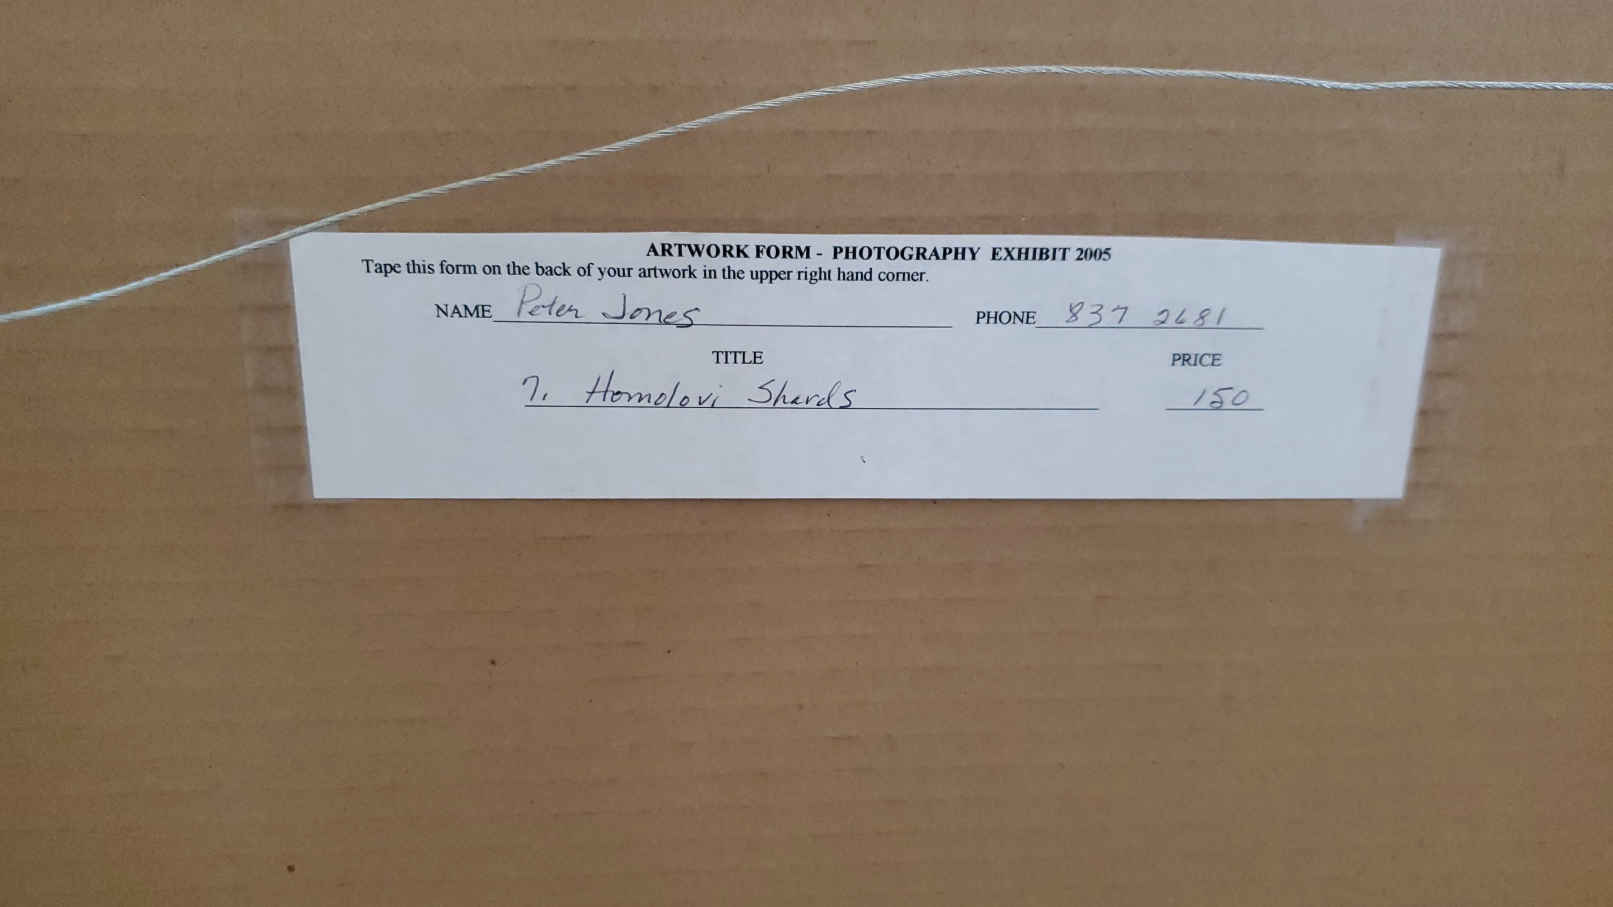 ARTWORK FORM - PHOTOGRAPHY EXHIBIT 2005
Tape this form on the back of your artwork in the upper right hand corner.
NAME Peter Jones PHONE 837 2681
TITLE PRICE
7. Homolovi Shards 150